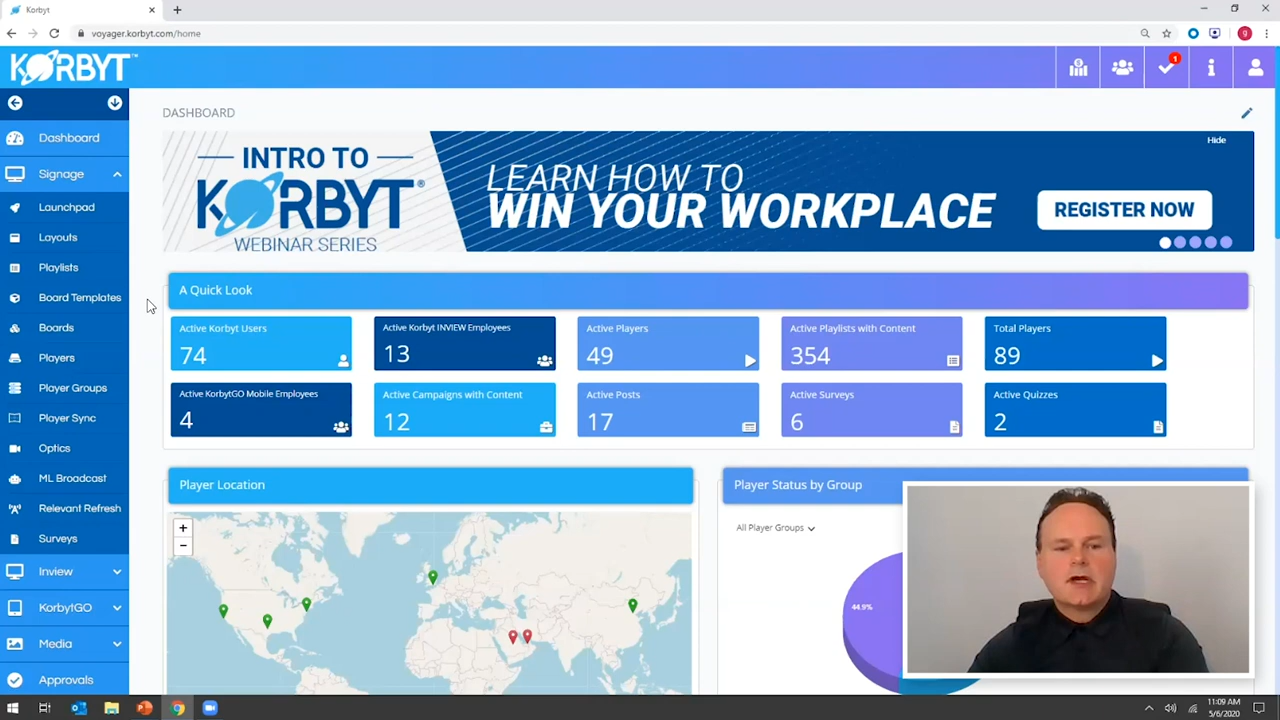 Korbyt
voyager.korbyt.com/home
g
KORBYT™
1
DASHBOARD
Dashboard
Signage
Launchpad
Layouts
Playlists
Board Templates
Boards
Players
Player Groups
Player Sync
Optics
ML Broadcast
Relevant Refresh
Surveys
Inview
KorbytGO
Media
Approvals
INTRO TO
KORBYT®
WEBINAR SERIES
LEARN HOW TO
WIN YOUR WORKPLACE
Hide
REGISTER NOW
A Quick Look
Active Korbyt Users
74
Active Korbyt INVIEW Employees
13
Active Players
49
Active Playlists with Content
354
Total Players
89
Active KorbytGO Mobile Employees
4
Active Campaigns with Content
12
Active Posts
17
Active Surveys
6
Active Quizzes
2
Player Location
+
−
Player Status by Group
All Player Groups
44.9%
11:09 AM
5/6/2020